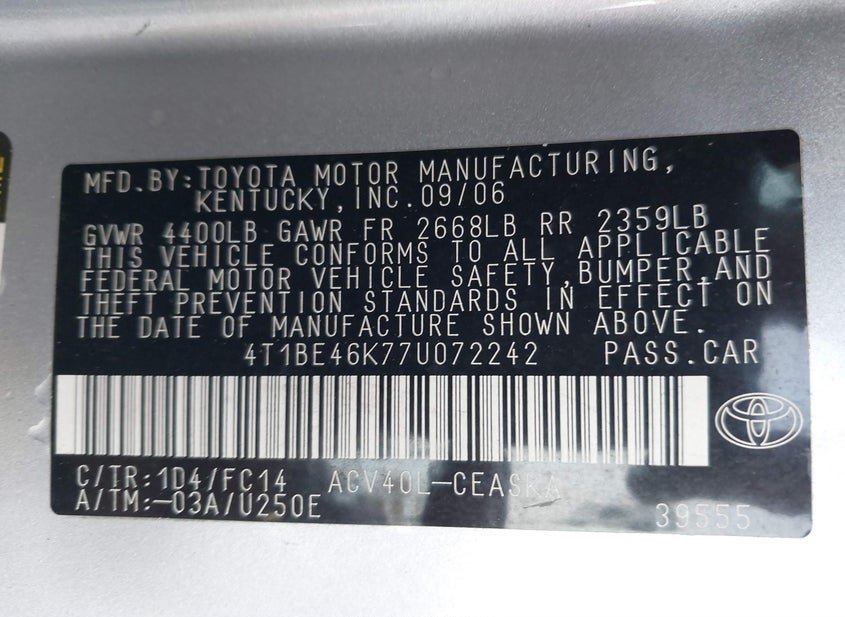 MFD.BY:TOYOTA MOTOR MANUFACTURING,
KENTUCKY,INC.09/06
GVWR 4400LB GAWR FR 2668LB RR 2359LB
THIS VEHICLE CONFORMS TO ALL APPLICABLE
FEDERAL MOTOR VEHICLE SAFETY,BUMPER,AND
THEFT PREVENTION STANDARDS IN EFFECT ON
THE DATE OF MANUFACTURE SHOWN ABOVE.
4T1BE46K77U072242 PASS.CAR
C/TR:1D4/FC14 ACV40L-CEASKA
A/TM:-03A/U250E 39555